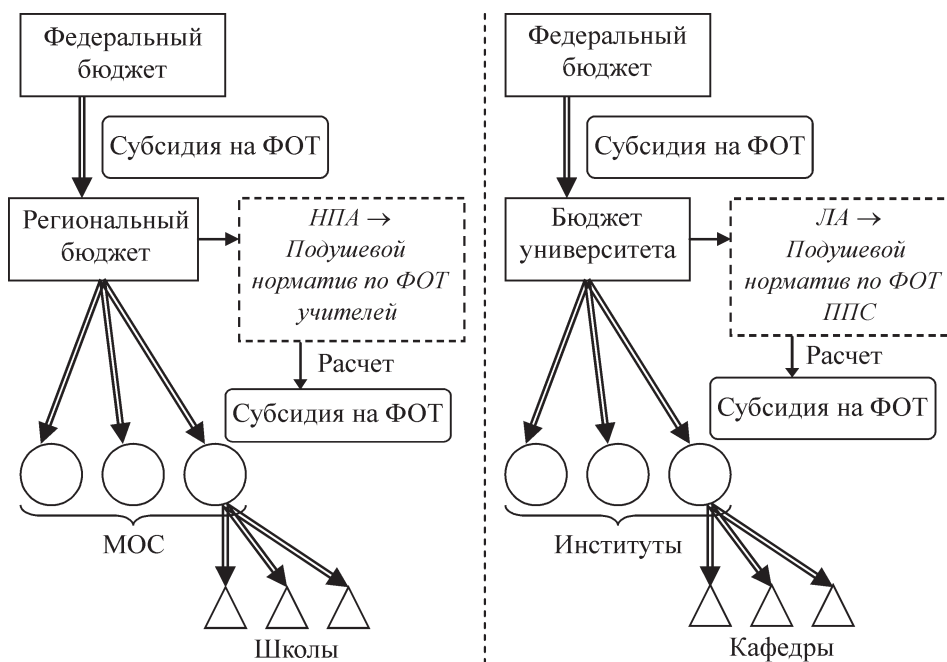 Федеральный
бюджет
Субсидия на ФОТ
Региональный
бюджет
НПА →
Подушевой
норматив по ФОТ
учителей
Расчет
Субсидия на ФОТ
МОС
Школы
Федеральный
бюджет
Субсидия на ФОТ
Бюджет
университета
ЛА →
Подушевой
норматив по ФОТ
ППС
Расчет
Субсидия на ФОТ
Институты
Кафедры